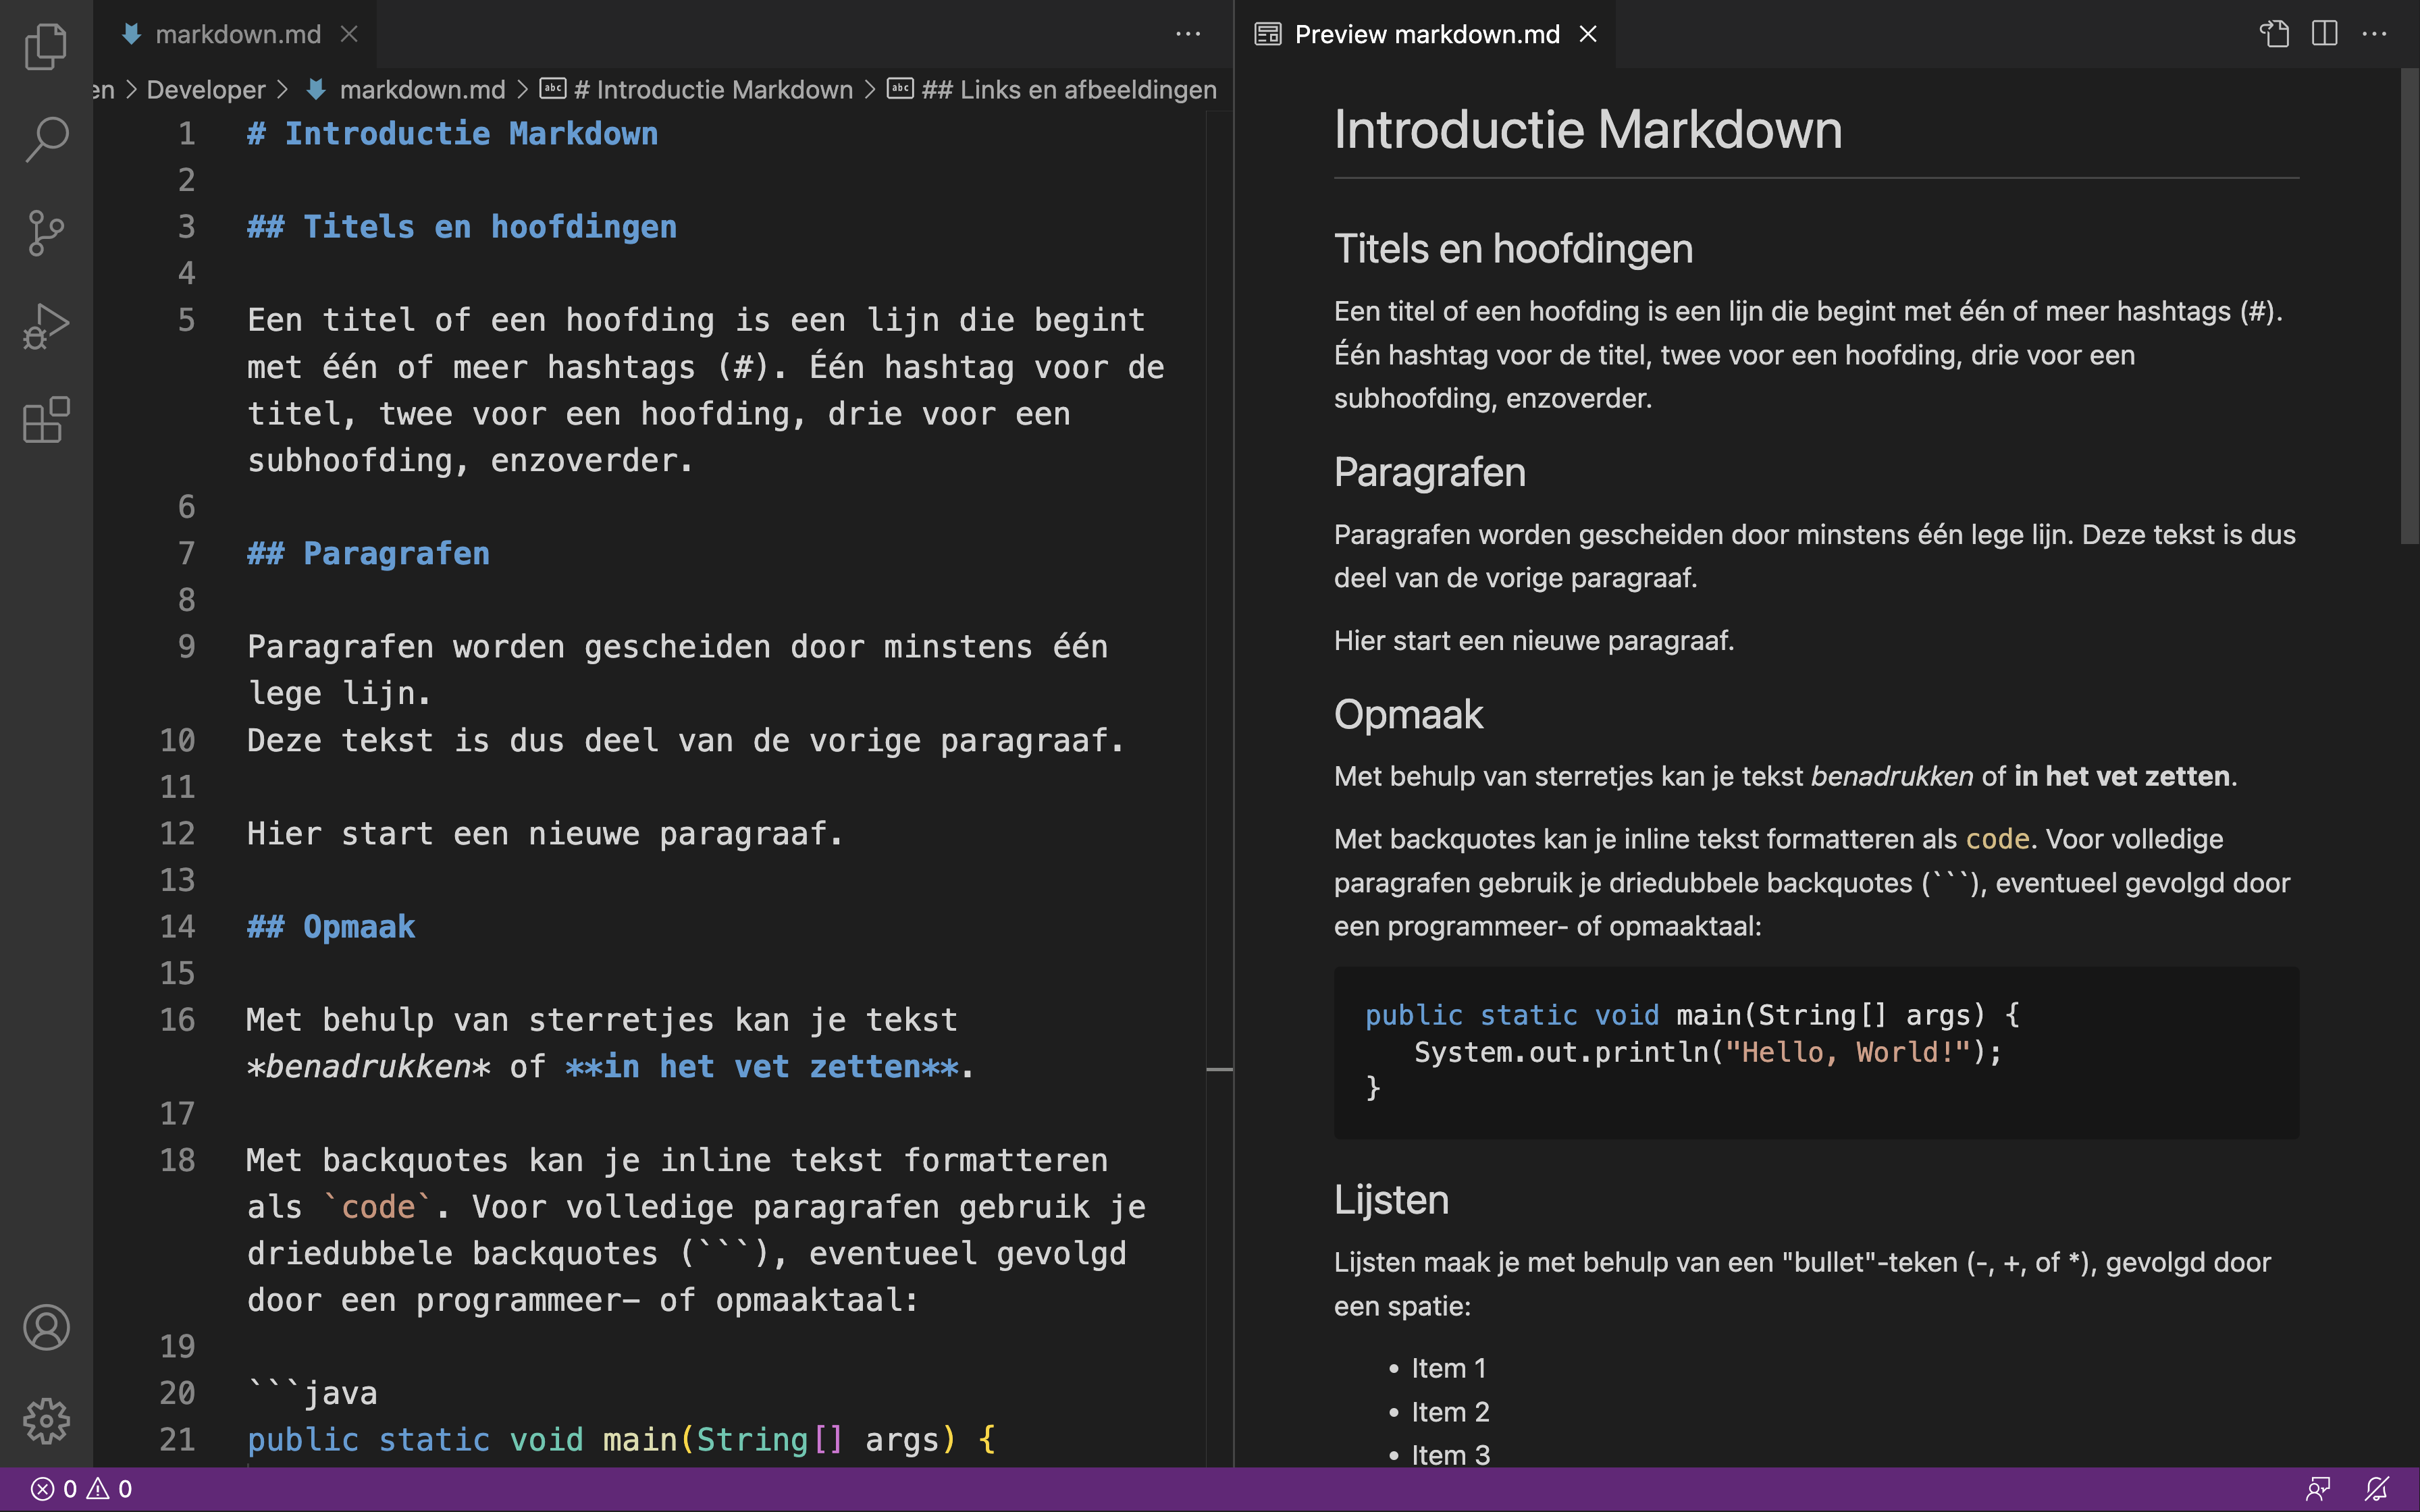 markdown.md
Preview markdown.md
en > Developer > markdown.md > # Introductie Markdown > ## Links en afbeeldingen
1 # Introductie Markdown
2
3 ## Titels en hoofdingen
4
5 Een titel of een hoofding is een lijn die begint
met één of meer hashtags (#). Één hashtag voor de
titel, twee voor een hoofding, drie voor een
subhoofding, enzoverder.
6
7 ## Paragrafen
8
9 Paragrafen worden gescheiden door minstens één
lege lijn.
10 Deze tekst is dus deel van de vorige paragraaf.
11
12 Hier start een nieuwe paragraaf.
13
14 ## Opmaak
15
16 Met behulp van sterretjes kan je tekst
*benadrukken* of **in het vet zetten**.
17
18 Met backquotes kan je inline tekst formatteren
als `code`. Voor volledige paragrafen gebruik je
driedubbele backquotes (```), eventueel gevolgd
door een programmeer- of opmaaktaal:
19
20 ```java
21 public static void main(String[] args) {
Introductie Markdown
Titels en hoofdingen
Een titel of een hoofding is een lijn die begint met één of meer hashtags (#).
Één hashtag voor de titel, twee voor een hoofding, drie voor een
subhoofding, enzoverder.
Paragrafen
Paragrafen worden gescheiden door minstens één lege lijn. Deze tekst is dus
deel van de vorige paragraaf.
Hier start een nieuwe paragraaf.
Opmaak
Met behulp van sterretjes kan je tekst benadrukken of in het vet zetten.
Met backquotes kan je inline tekst formatteren als code. Voor volledige
paragrafen gebruik je driedubbele backquotes (```), eventueel gevolgd door
een programmeer- of opmaaktaal:
public static void main(String[] args) {
System.out.println("Hello, World!");
}
Lijsten
Lijsten maak je met behulp van een "bullet"-teken (-, +, of *), gevolgd door
een spatie:
• Item 1
• Item 2
• Item 3
0 0